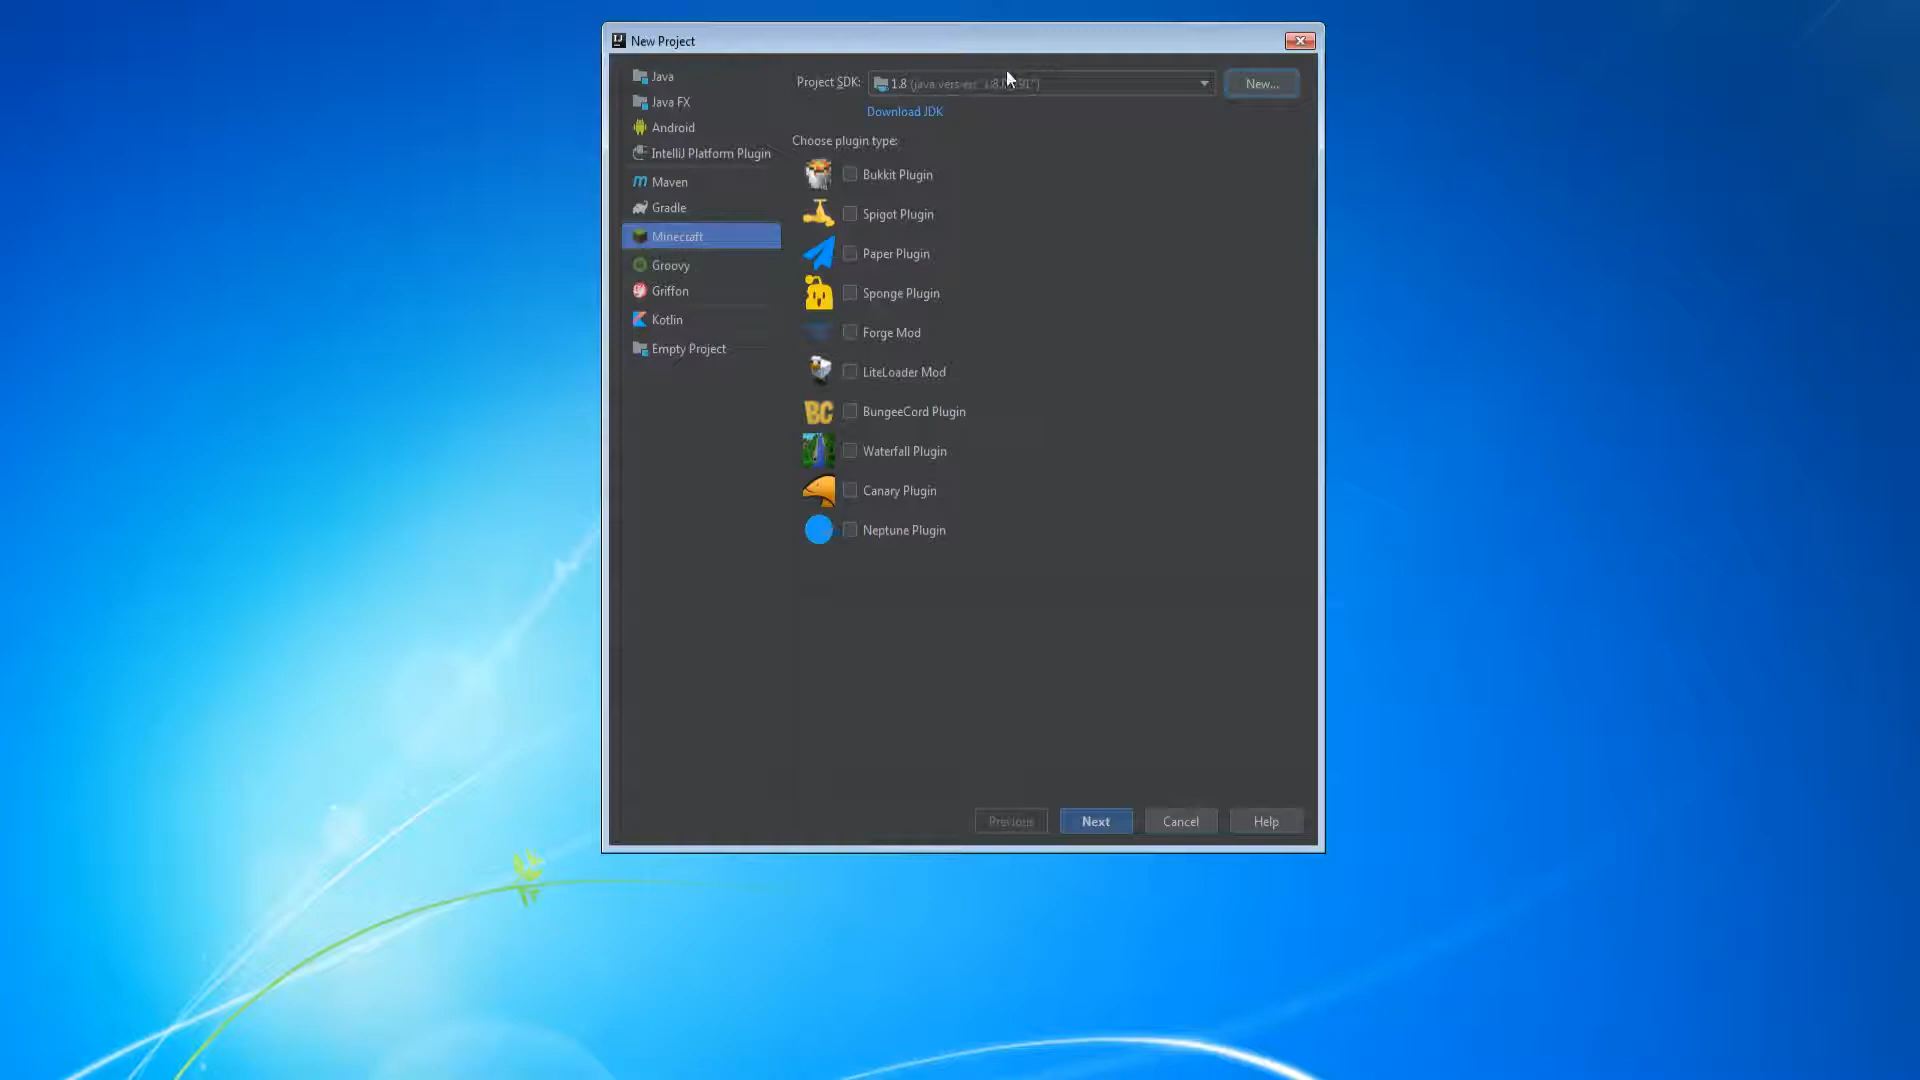 New Project
Java
Java FX
Android
IntelliJ Platform Plugin
Maven
Gradle
Minecraft
Groovy
Griffon
Kotlin
Empty Project
Project SDK:
1.8 (java version
New...
Download JDK
Choose plugin type:
Bukkit Plugin
Spigot Plugin
Paper Plugin
Sponge Plugin
Forge Mod
LiteLoader Mod
BC
BungeeCord Plugin
Waterfall Plugin
Canary Plugin
Neptune Plugin
Previous
Next
Cancel
Help